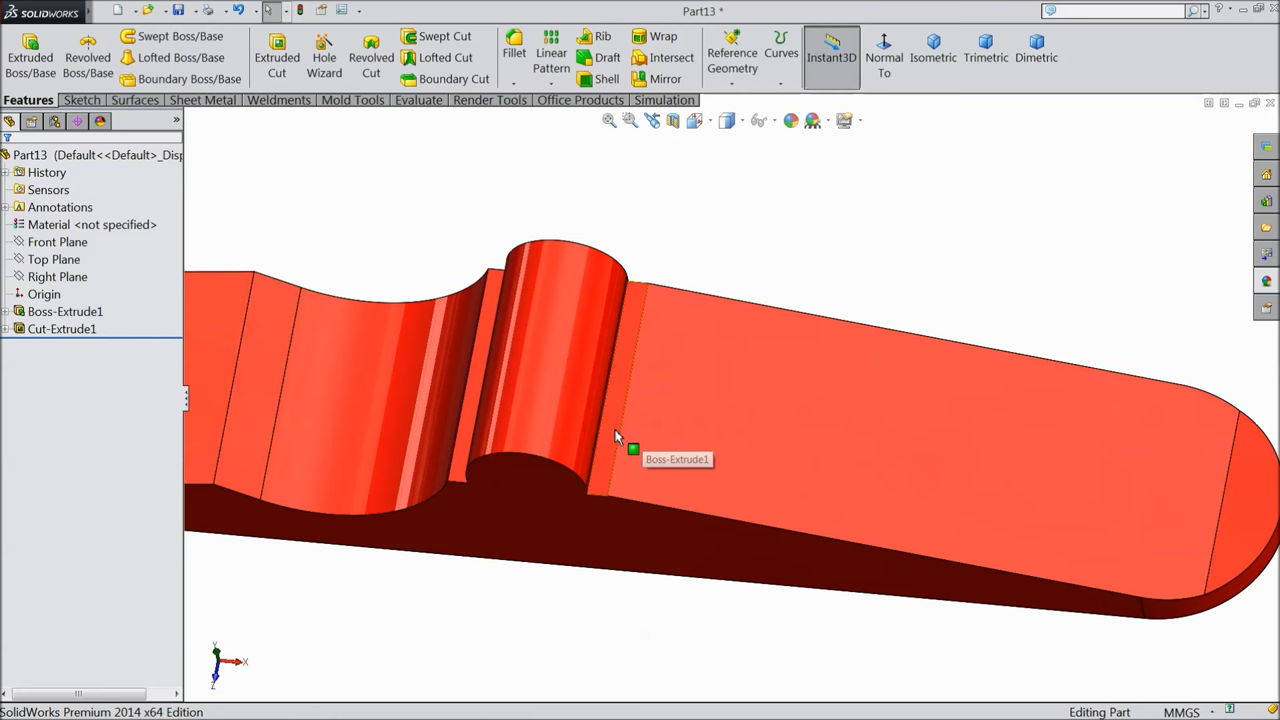 SOLIDWORKS
Part13 *
Extruded Boss/Base
Revolved Boss/Base
Swept Boss/Base
Lofted Boss/Base
Boundary Boss/Base
Extruded Cut
Hole Wizard
Revolved Cut
Swept Cut
Lofted Cut
Boundary Cut
Fillet
Linear Pattern
Rib
Draft
Shell
Wrap
Intersect
Mirror
Reference Geometry
Curves
Instant3D
Normal To
Isometric
Trimetric
Dimetric
Features
Sketch
Surfaces
Sheet Metal
Weldments
Mold Tools
Evaluate
Render Tools
Office Products
Simulation
Part13 (Default<<Default>_Disp
History
Sensors
Annotations
Material <not specified>
Front Plane
Top Plane
Right Plane
Origin
Boss-Extrude1
Cut-Extrude1
Boss-Extrude1
Y
X
Z
SolidWorks Premium 2014 x64 Edition
Editing Part
MMGS